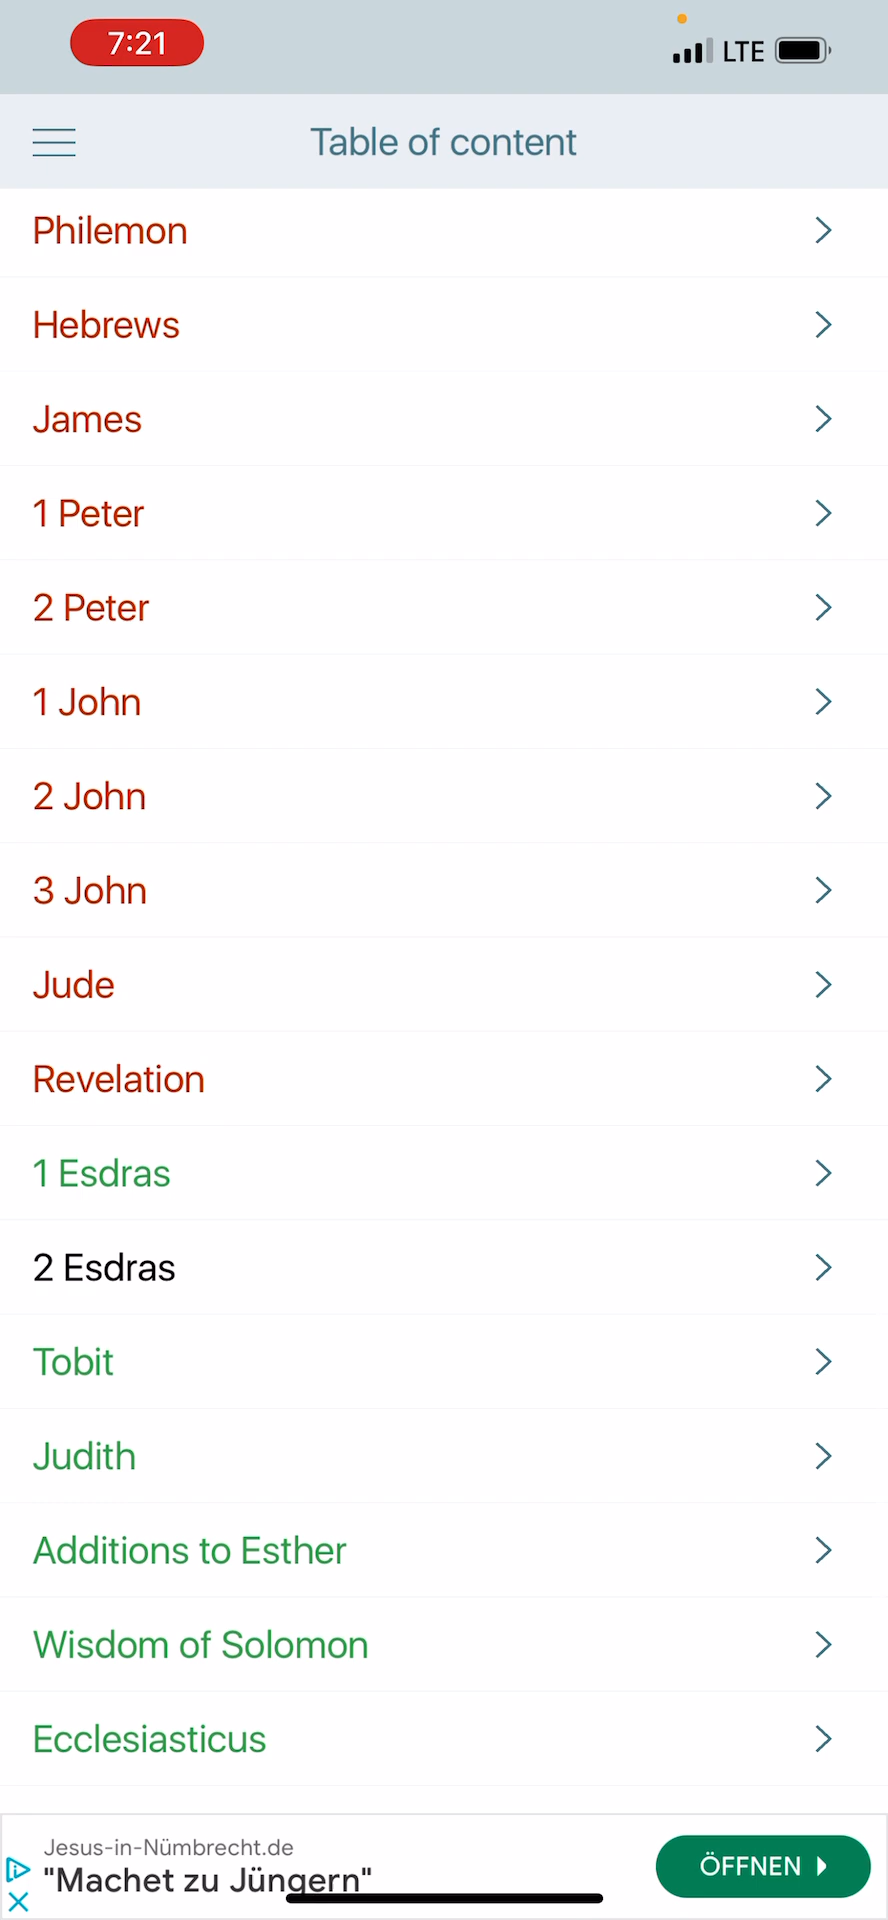 7:21
LTE
Table of content
Philemon
Hebrews
James
1 Peter
2 Peter
1 John
2 John
3 John
Jude
Revelation
1 Esdras
2 Esdras
Tobit
Judith
Additions to Esther
Wisdom of Solomon
Ecclesiasticus
Jesus-in-Nümbrecht.de
"Machet zu Jüngern"
ÖFFNEN